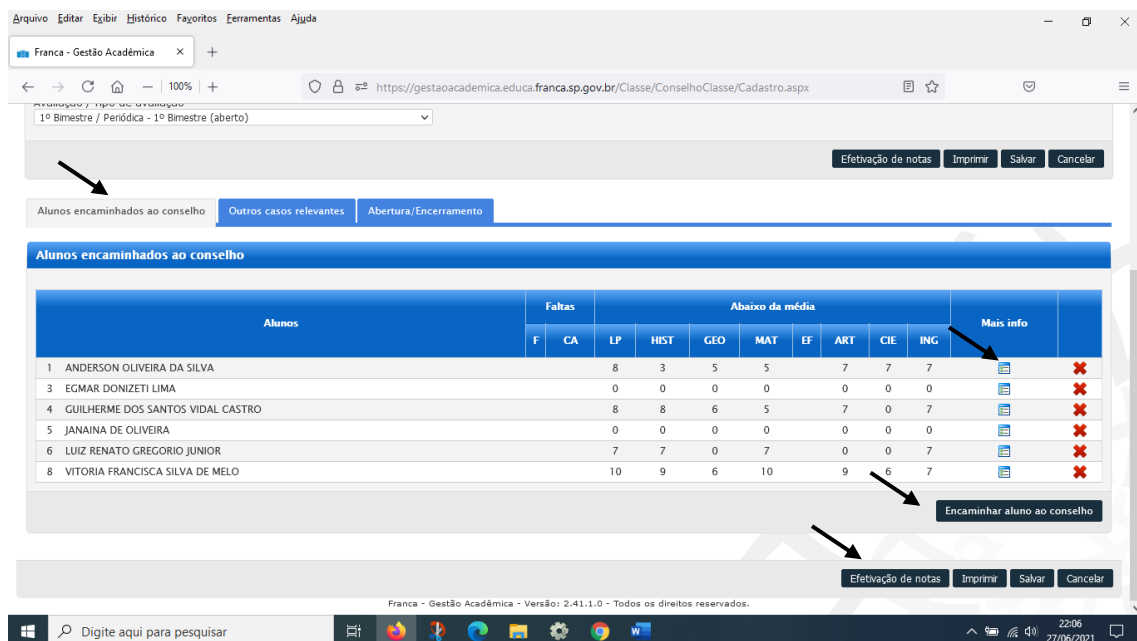 Arquivo Editar Exibir Histórico Favoritos Ferramentas Ajuda
Franca - Gestão Acadêmica
100%
https://gestaoacademica.educa.franca.sp.gov.br/Classe/ConselhoClasse/Cadastro.aspx
Avaliação / Tipo de avaliação
1º Bimestre / Periódica - 1º Bimestre (aberto)
Efetivação de notas Imprimir Salvar Cancelar
Alunos encaminhados ao conselho Outros casos relevantes Abertura/Encerramento
Alunos encaminhados ao conselho
Alunos Faltas Abaixo da média Mais info
F CA LP HIST GEO MAT EF ART CIE ING
1 ANDERSON OLIVEIRA DA SILVA 8 3 5 5 7 7 7
3 EGMAR DONIZETI LIMA 0 0 0 0 0 0 0
4 GUILHERME DOS SANTOS VIDAL CASTRO 8 8 6 5 7 0 7
5 JANAINA DE OLIVEIRA 0 0 0 0 0 0 0
6 LUIZ RENATO GREGORIO JUNIOR 7 7 0 7 0 0 7
8 VITORIA FRANCISCA SILVA DE MELO 10 9 6 10 9 6 7
Encaminhar aluno ao conselho
Efetivação de notas Imprimir Salvar Cancelar
Franca - Gestão Acadêmica - Versão: 2.41.1.0 - Todos os direitos reservados.
Digite aqui para pesquisar
22:06
27/06/2021